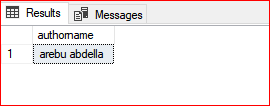 Results Messages
authorname
1 arebu abdella